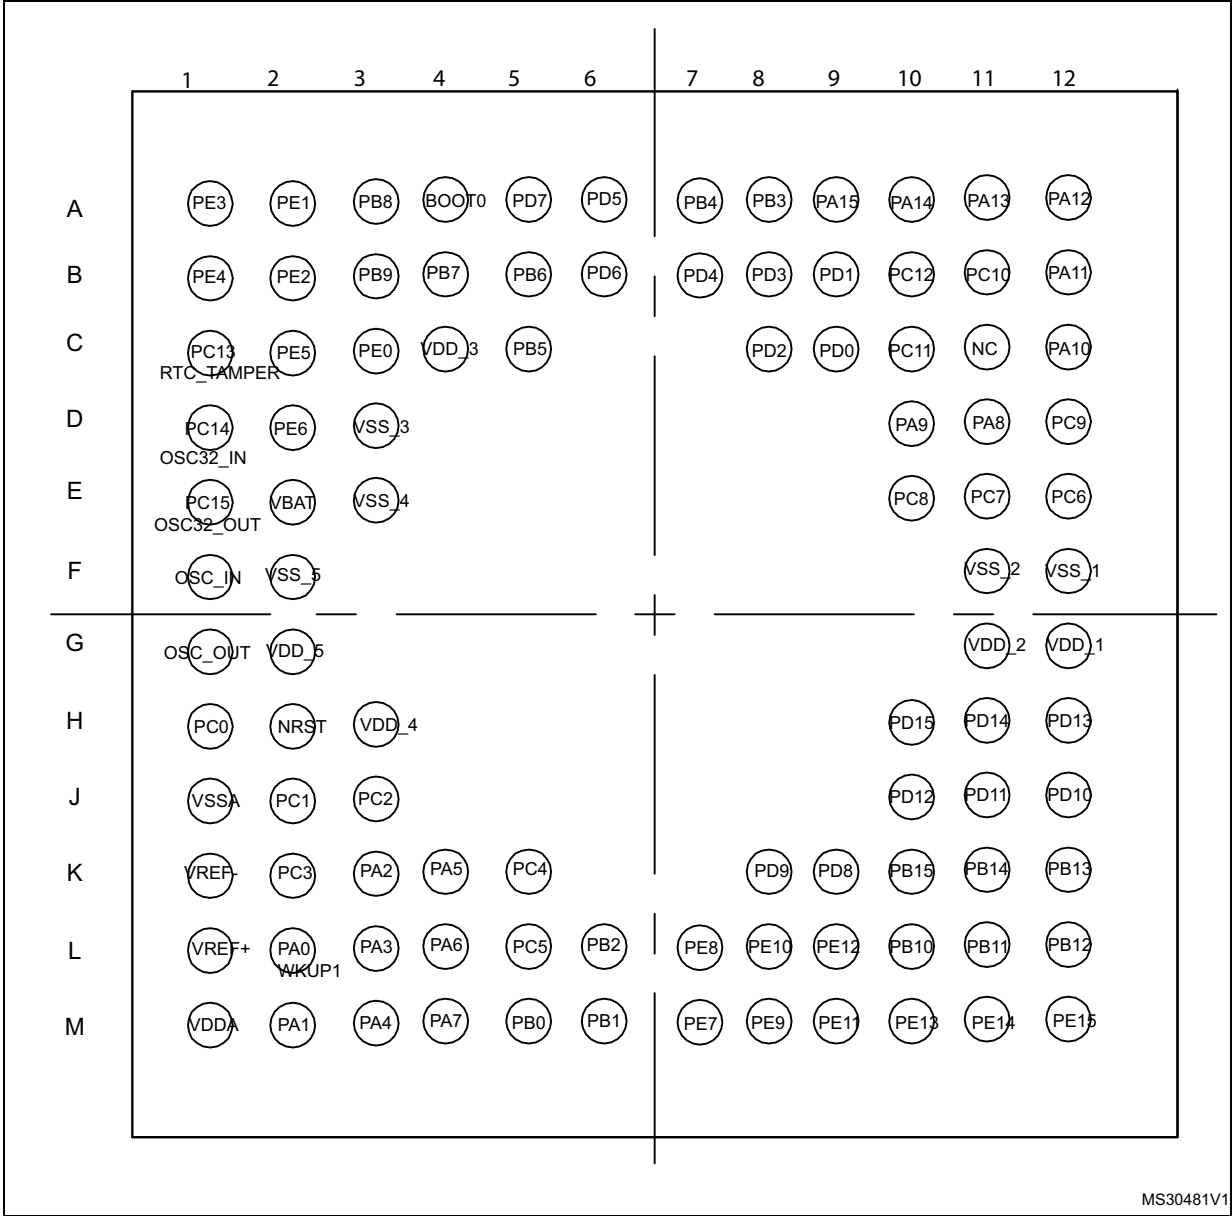 1 2 3 4 5 6 7 8 9 10 11 12
A PE3 PE1 PB8 BOOT0 PD7 PD5 PB4 PB3 PA15 PA14 PA13 PA12
B PE4 PE2 PB9 PB7 PB6 PD6 PD4 PD3 PD1 PC12 PC10 PA11
C PC13 PE5 PE0 VDD_3 PB5 PD2 PD0 PC11 NC PA10
RTC_TAMPER
D PC14 PE6 VSS_3 PA9 PA8 PC9
OSC32_IN
E PC15 VBAT VSS_4 PC8 PC7 PC6
OSC32_OUT
F OSC_IN VSS_5 VSS_2 VSS_1
G OSC_OUT VDD_5 VDD_2 VDD_1
H PC0 NRST VDD_4 PD15 PD14 PD13
J VSSA PC1 PC2 PD12 PD11 PD10
K VREF- PC3 PA2 PA5 PC4 PD9 PD8 PB15 PB14 PB13
L VREF+ PA0 PA3 PA6 PC5 PB2 PE8 PE10 PE12 PB10 PB11 PB12
WKUP1
M VDDA PA1 PA4 PA7 PB0 PB1 PE7 PE9 PE11 PE13 PE14 PE15
MS30481V1